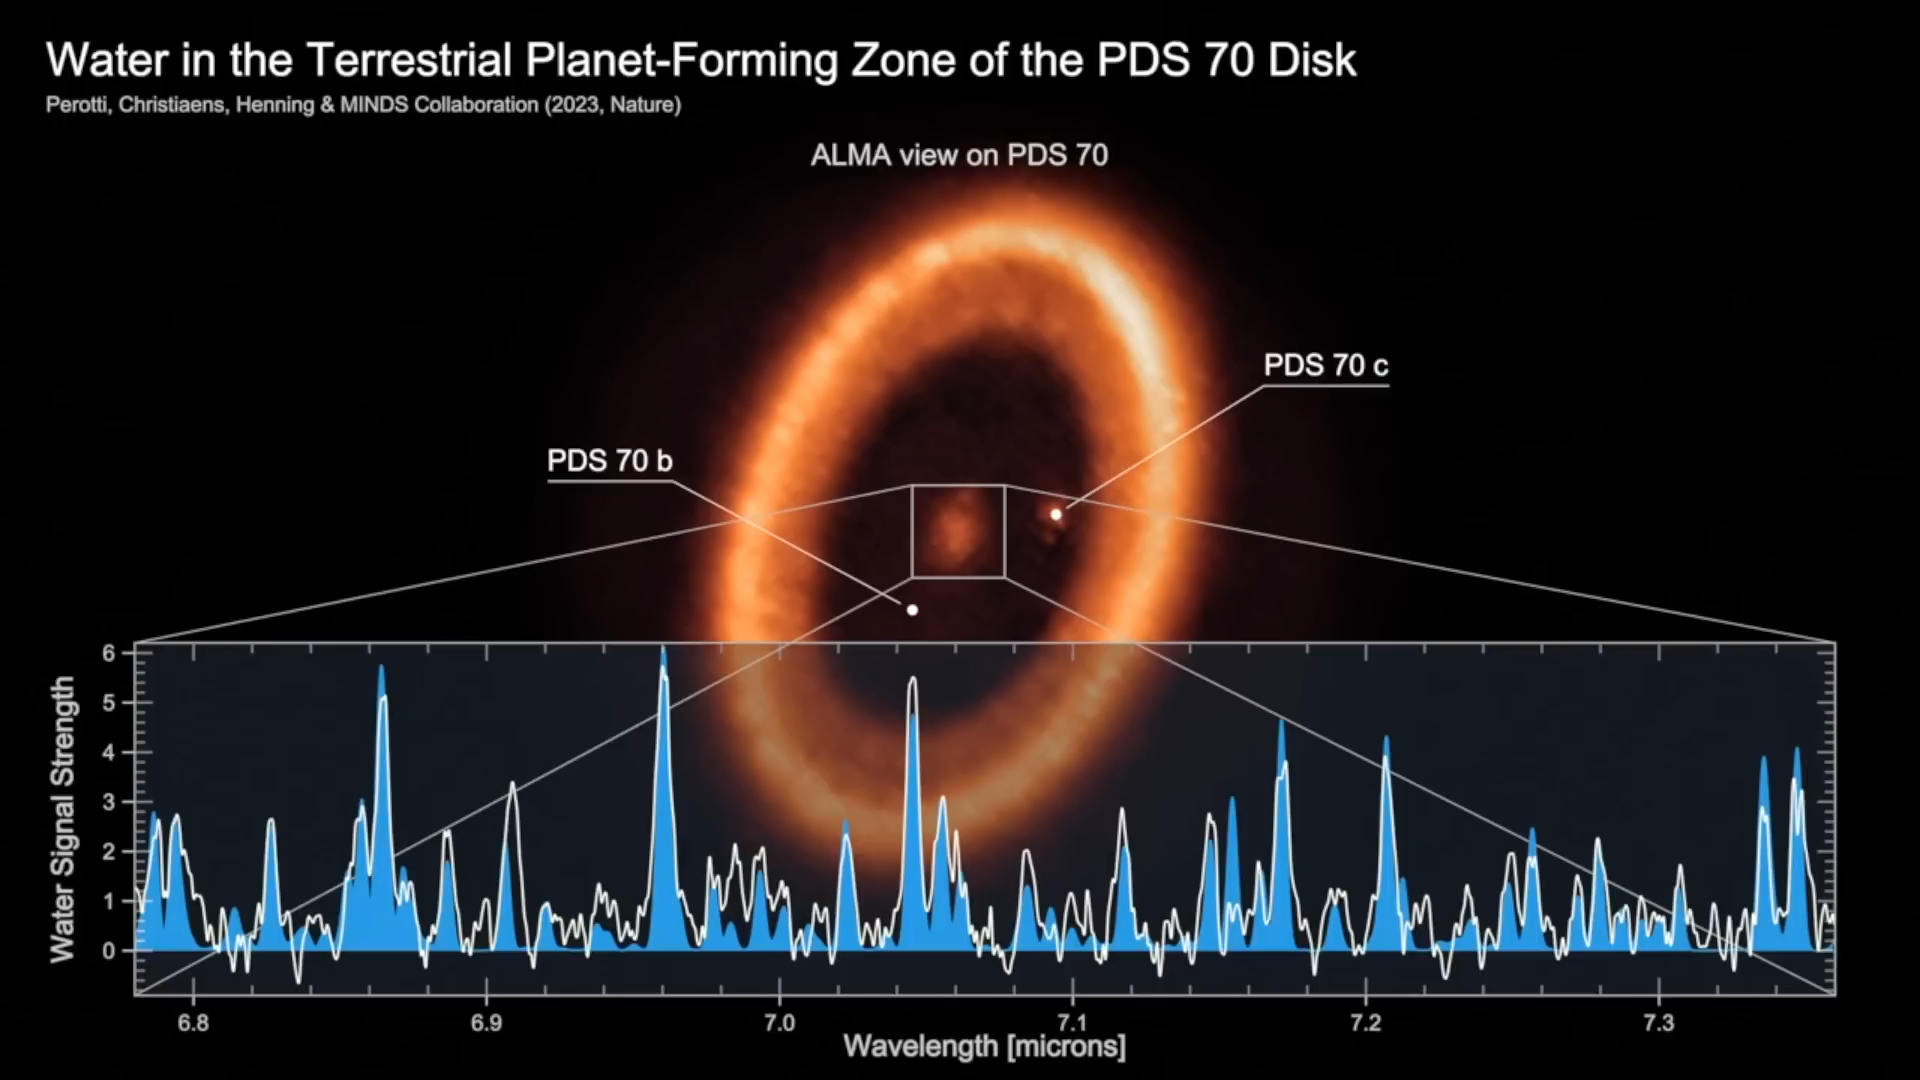 Water in the Terrestrial Planet-Forming Zone of the PDS 70 Disk
Perotti, Christiaens, Henning & MINDS Collaboration (2023, Nature)
ALMA view on PDS 70
PDS 70 c
PDS 70 b
Water Signal Strength
6
5
4
3
2
1
0
6.8 6.9 7.0 7.1 7.2 7.3
Wavelength [microns]